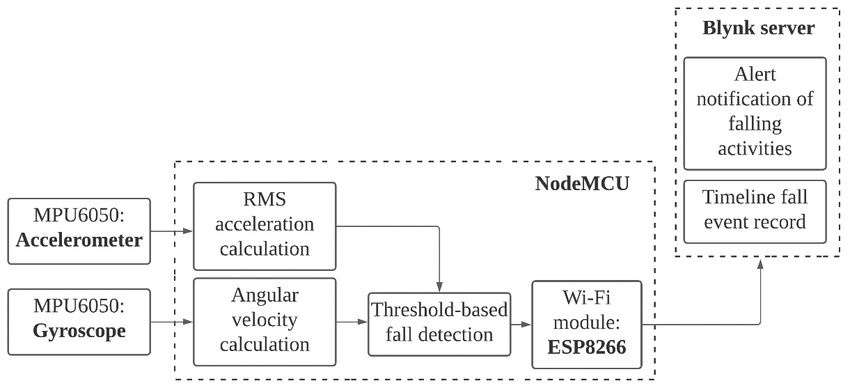 Blynk server
Alert
notification of
falling
activities
Timeline fall
event record
NodeMCU
MPU6050:
Accelerometer
RMS
acceleration
calculation
MPU6050:
Gyroscope
Angular
velocity
calculation
Threshold-based
fall detection
Wi-Fi
module:
ESP8266